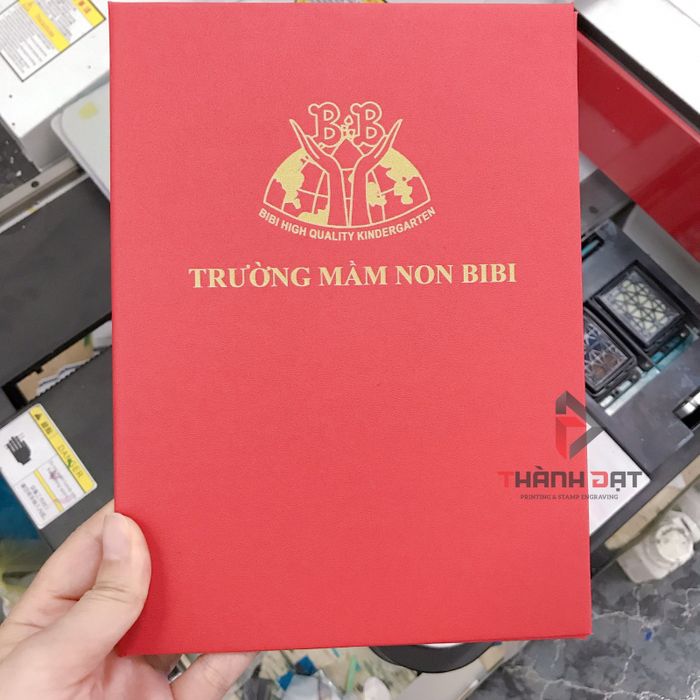 B&B
BIBI HIGH QUALITY KINDERGARTEN
TRƯỜNG MẦM NON BIBI
THÀNH ĐẠT
PRINTING & STAMP ENGRAVING
DANGER